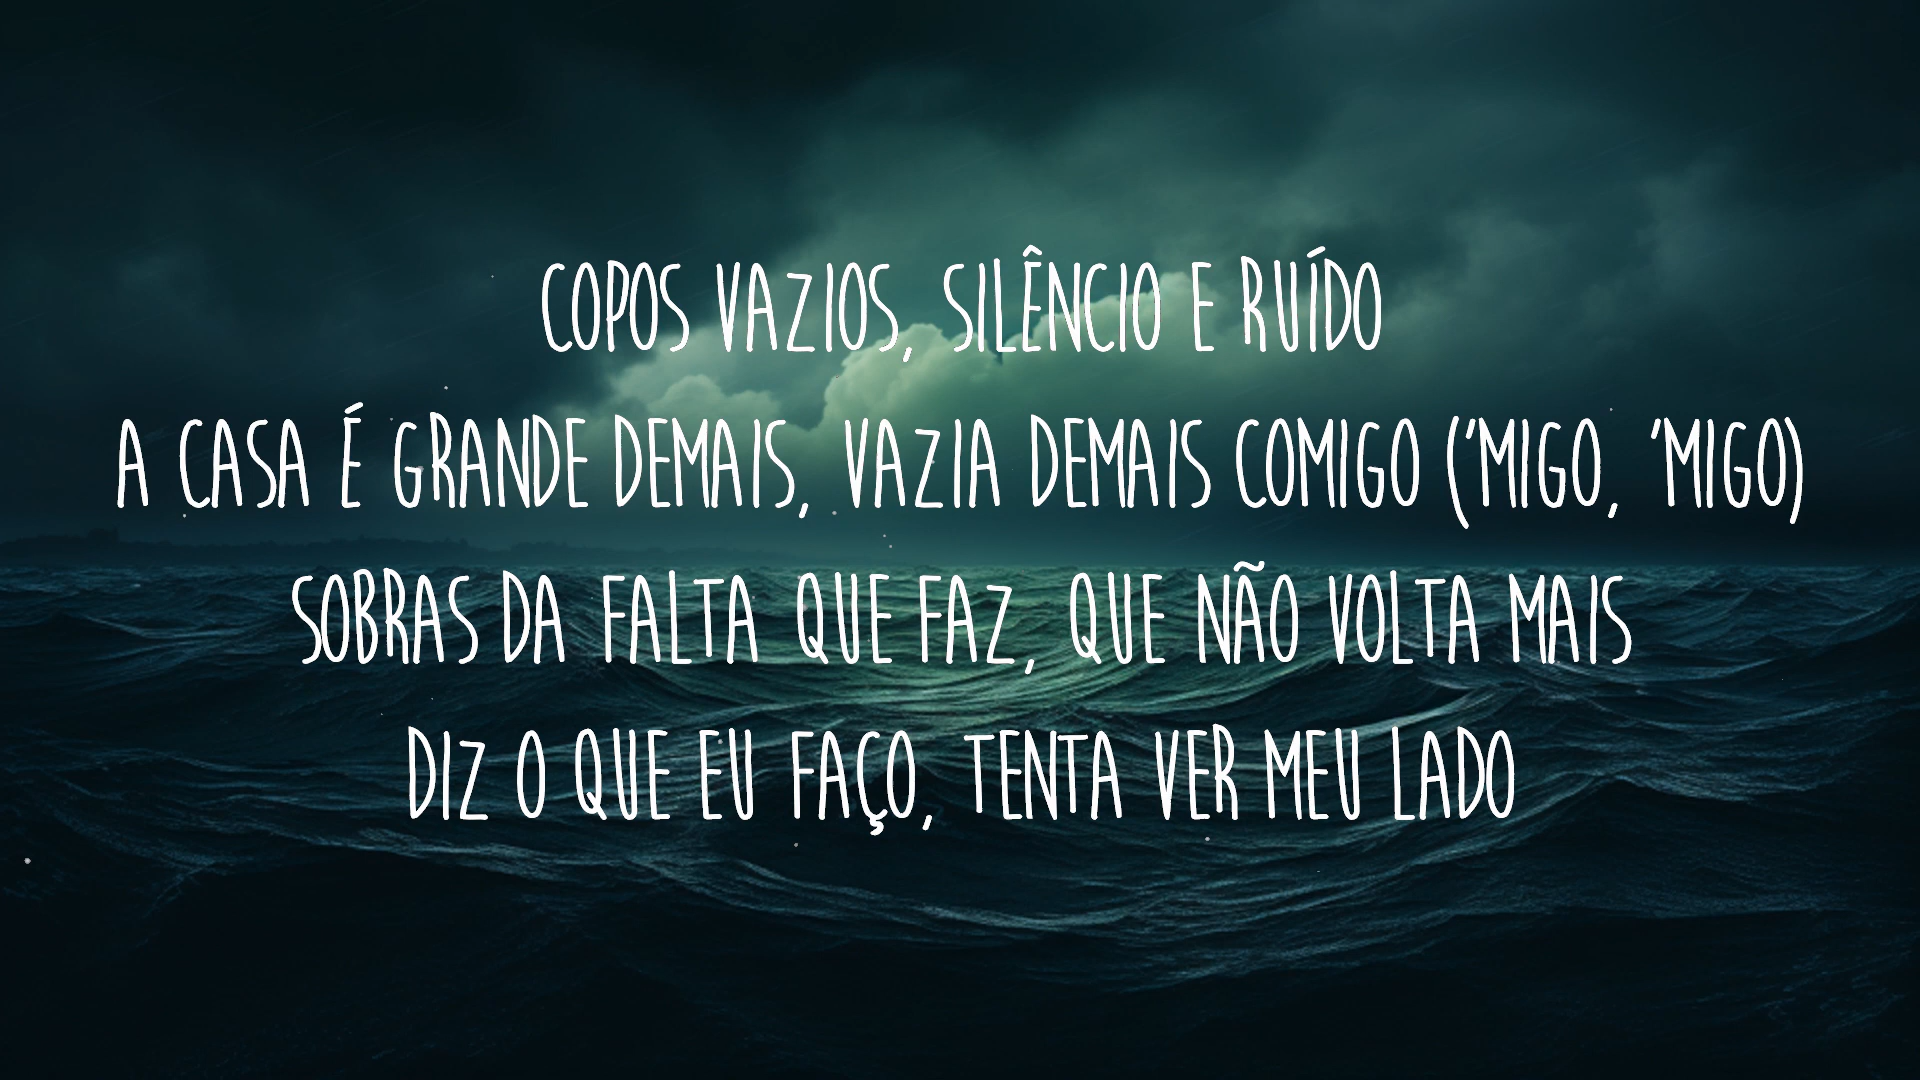 COPOS VAZIOS, SILÊNCIO E RUÍDO
A CASA É GRANDE DEMAIS, VAZIA DEMAIS COMIGO ('MIGO, 'MIGO)
SOBRAS DA FALTA QUE FAZ, QUE NÃO VOLTA MAIS
DIZ O QUE EU FAÇO, TENTA VER MEU LADO